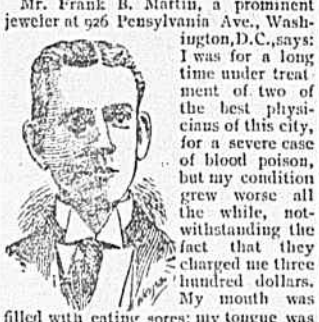 Mr. Frank B. Martin, a prominent
jeweler at 926 Pensylvania Ave., Wash-
ington,D.C.,says:
I was for a long
time under treat
ment of two of
the best physi-
cians of this city,
for a severe case
of blood poison,
but my condition
grew worse all
the while, not-
withstanding the
fact that they
charged me three
hundred dollars.
My mouth was
filled with eating sores; my tongue was